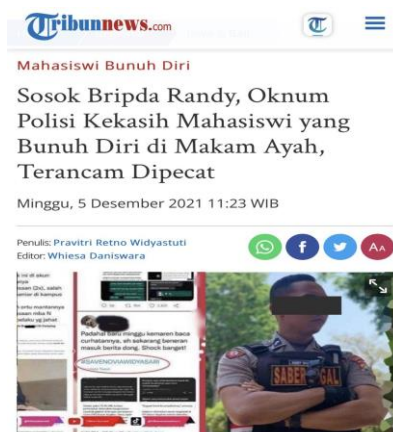 Tribunnews.com
Mahasiswi Bunuh Diri
Sosok Bripda Randy, Oknum
Polisi Kekasih Mahasiswi yang
Bunuh Diri di Makam Ayah,
Terancam Dipecat
Minggu, 5 Desember 2021 11:23 WIB
Penulis: Pravitri Retno Widyastuti
Editor: Whiesa Daniswara
AA
Padahal baru minggu kemaren baca
curhatannya, eh sekarang beneran
masuk berita dong. Shock banget!
#SAVENOVIAWIDYASARI
SABER
GAL